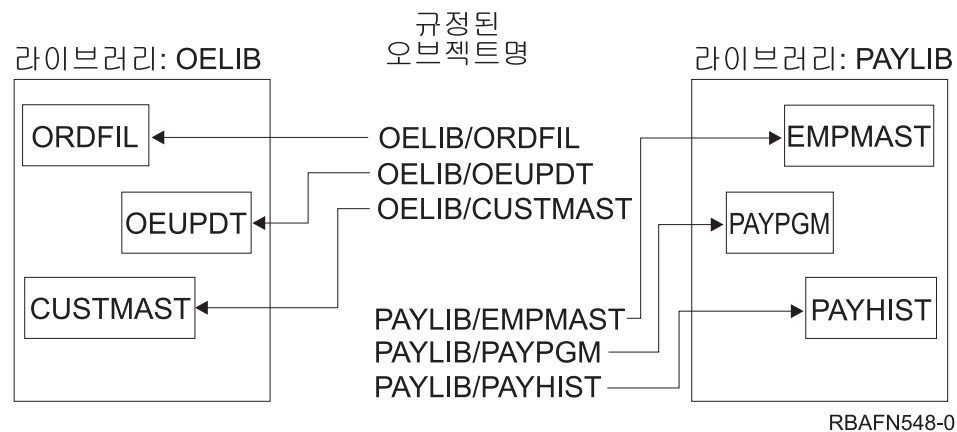 규정된
오브젝트명
라이브러리: OELIB
라이브러리: PAYLIB
ORDFIL
OEUPDT
CUSTMAST
OELIB/ORDFIL
OELIB/OEUPDT
OELIB/CUSTMAST
PAYLIB/EMPMAST
PAYLIB/PAYPGM
PAYLIB/PAYHIST
EMPMAST
PAYPGM
PAYHIST
RBAFN548-0